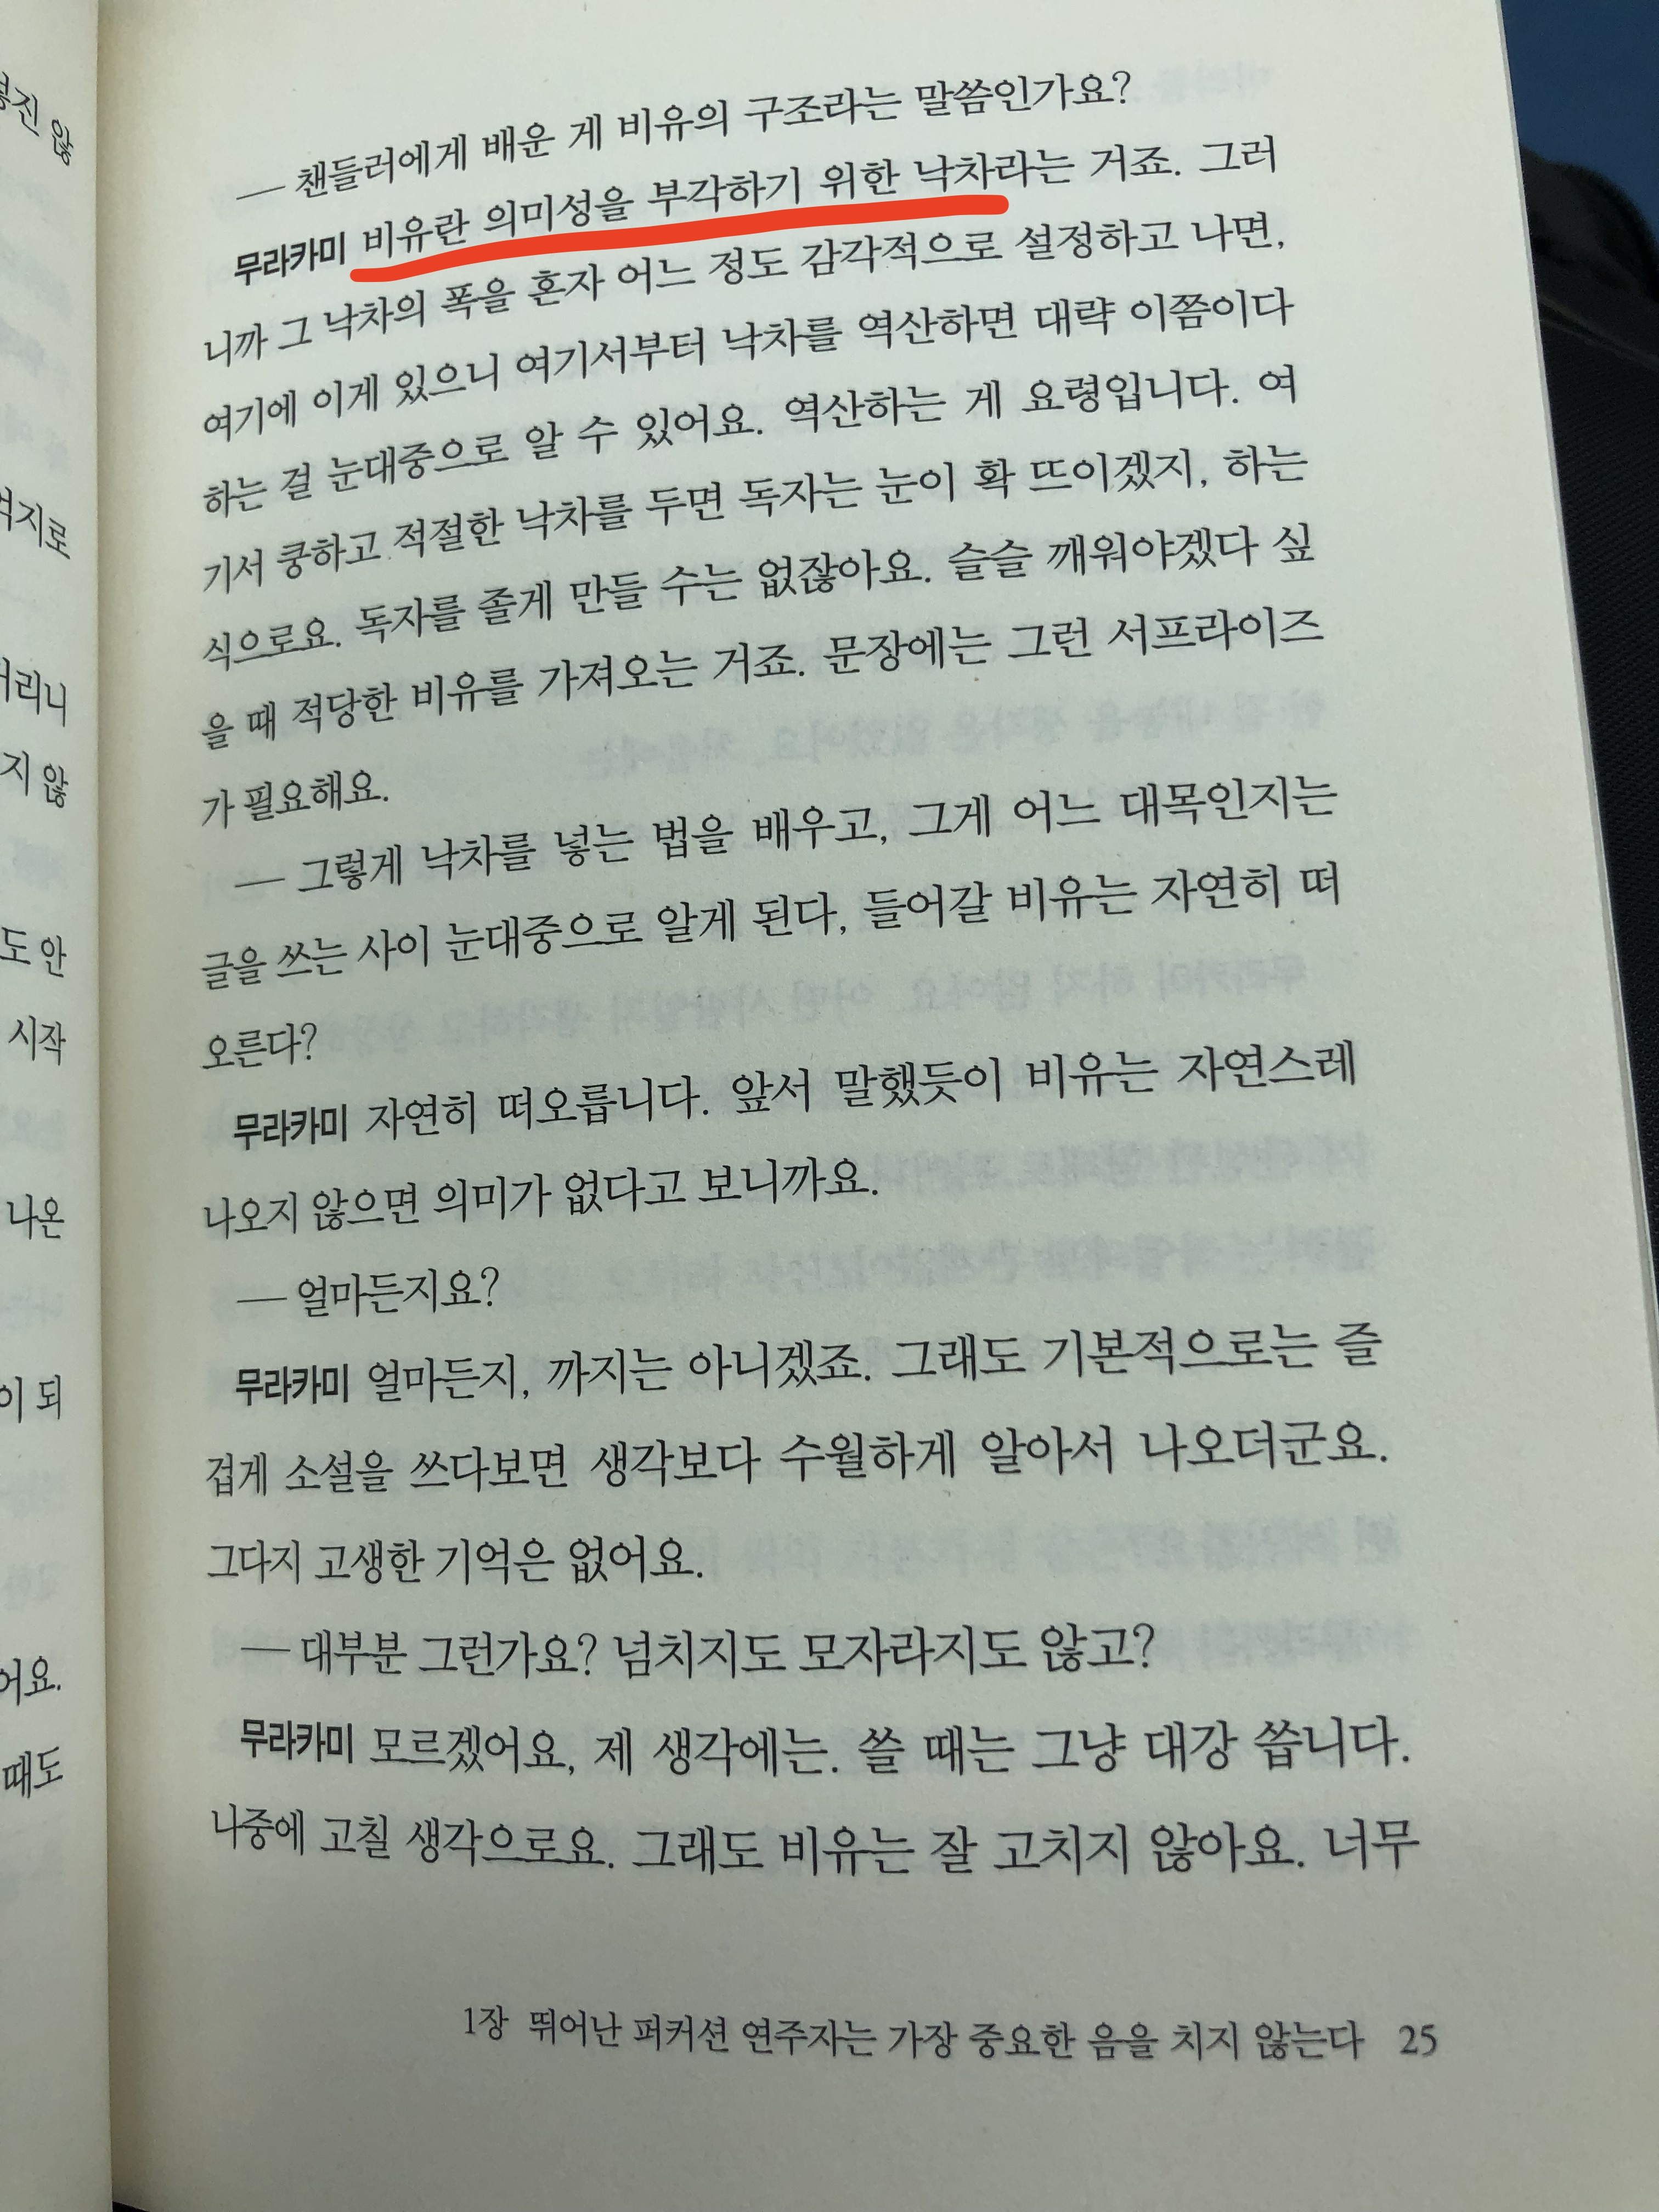 — 챈들러에게 배운 게 비유의 구조라는 말씀인가요?
무라카미 비유란 의미성을 부각하기 위한 낙차라는 거죠. 그러
니까 그 낙차의 폭을 혼자 어느 정도 감각적으로 설정하고 나면,
여기에 이게 있으니 여기서부터 낙차를 역산하면 대략 이쯤이다
하는 걸 눈대중으로 알 수 있어요. 역산하는 게 요령입니다. 여
기서 쿵하고 적절한 낙차를 두면 독자는 눈이 확 뜨이겠지, 하는
식으로요. 독자를 졸게 만들 수는 없잖아요. 슬슬 깨워야겠다 싶
을 때 적당한 비유를 가져오는 거죠. 문장에는 그런 서프라이즈
가 필요해요.
— 그렇게 낙차를 넣는 법을 배우고, 그게 어느 대목인지는
글을 쓰는 사이 눈대중으로 알게 된다, 들어갈 비유는 자연히 떠
오른다?
무라카미 자연히 떠오릅니다. 앞서 말했듯이 비유는 자연스레
나오지 않으면 의미가 없다고 보니까요.
— 얼마든지요?
무라카미 얼마든지, 까지는 아니겠죠. 그래도 기본적으로는 즐
겁게 소설을 쓰다보면 생각보다 수월하게 알아서 나오더군요.
그다지 고생한 기억은 없어요.
— 대부분 그런가요? 넘치지도 모자라지도 않고?
무라카미 모르겠어요, 제 생각에는. 쓸 때는 그냥 대강 씁니다.
나중에 고칠 생각으로요. 그래도 비유는 잘 고치지 않아요. 너무
1장 뛰어난 퍼커션 연주자는 가장 중요한 음을 치지 않는다 25